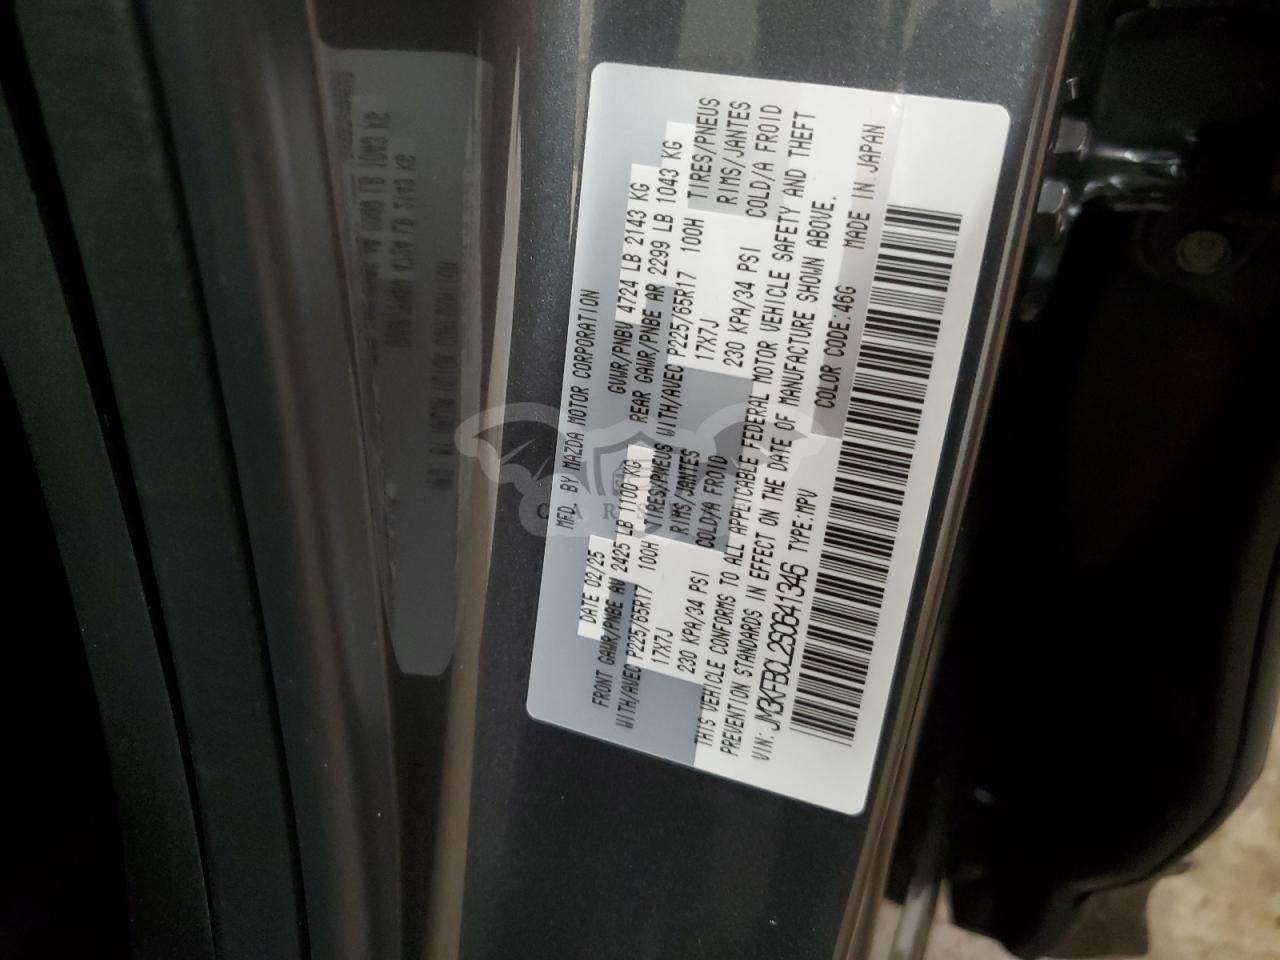 MFD. BY MAZDA MOTOR CORPORATION
DATE 02/25 GVWR/PNBV 4724 LB 2143 KG
FRONT GAWR/PNBE AV 2425 LB 1100 KG REAR GAWR/PNBE AR 2299 LB 1043 KG
WITH/AVEC P225/65R17 100H TIRES/PNEUS WITH/AVEC P225/65R17 100H TIRES/PNEUS
17X7J RIMS/JANTES 17X7J RIMS/JANTES
230 KPA/34 PSI COLD/A FROID 230 KPA/34 PSI COLD/A FROID
THIS VEHICLE CONFORMS TO ALL APPLICABLE FEDERAL MOTOR VEHICLE SAFETY AND THEFT
PREVENTION STANDARDS IN EFFECT ON THE DATE OF MANUFACTURE SHOWN ABOVE.
VIN: JM3KFBCL2S0641346 TYPE:MPV COLOR CODE:46G MADE IN JAPAN